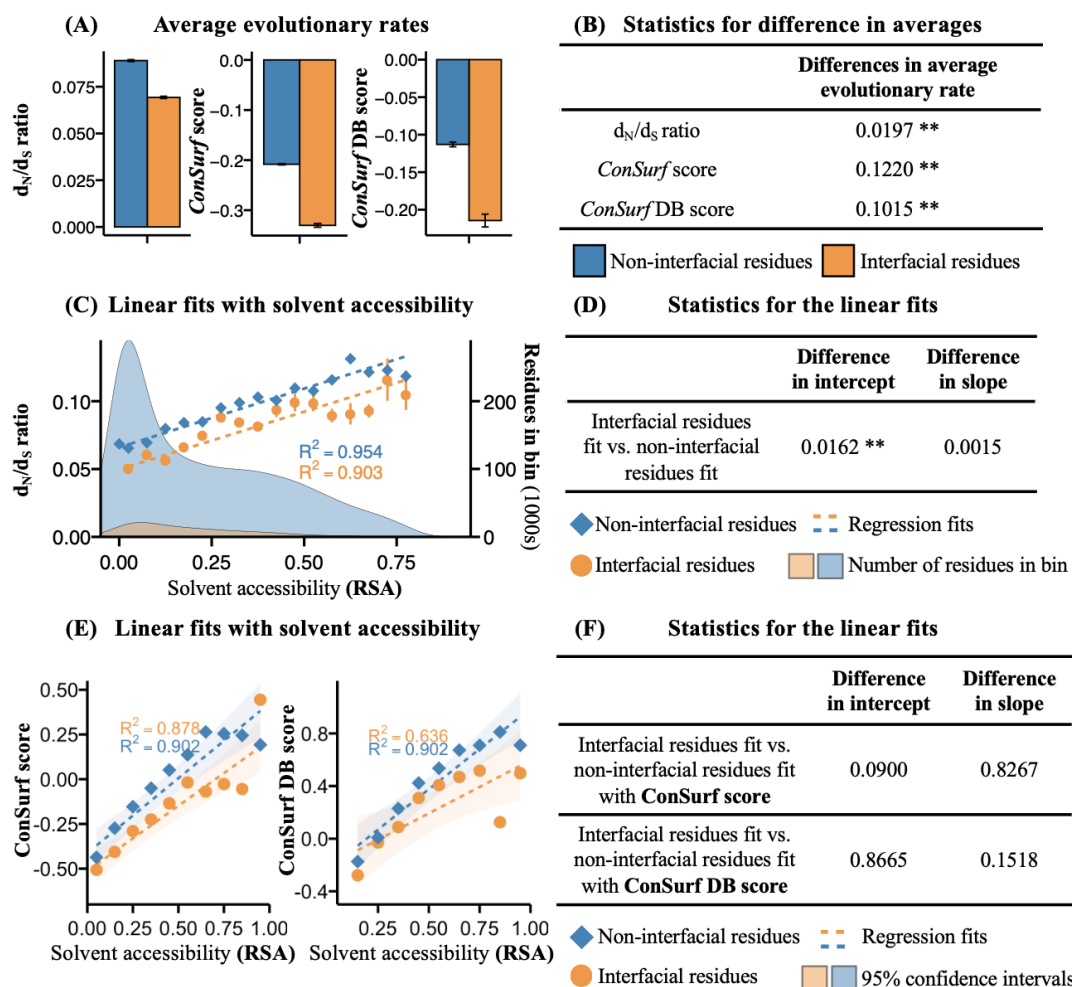 (A) Average evolutionary rates
d_N/d_S ratio
0.075
0.050
0.025
0.000
ConSurf score
0.0
−0.1
−0.2
−0.3
ConSurf DB score
0.00
−0.05
−0.10
−0.15
−0.20
(B) Statistics for difference in averages
Differences in average
evolutionary rate
d_N/d_S ratio 0.0197 **
ConSurf score 0.1220 **
ConSurf DB score 0.1015 **
Non-interfacial residues Interfacial residues
(C) Linear fits with solvent accessibility
d_N/d_S ratio
0.10
0.05
0.00
R² = 0.954
R² = 0.903
200
100
0
Residues in bin (1000s)
0.00 0.25 0.50 0.75
Solvent accessibility (RSA)
(D) Statistics for the linear fits
Difference
in intercept
Difference
in slope
Interfacial residues
fit vs. non-interfacial
residues fit
0.0162 **
0.0015
Non-interfacial residues Regression fits
Interfacial residues Number of residues in bin
(E) Linear fits with solvent accessibility
ConSurf score
0.50
0.25
0.00
−0.25
−0.50
R² = 0.878
R² = 0.902
0.00 0.25 0.50 0.75 1.00
Solvent accessibility (RSA)
ConSurf DB score
0.8
0.4
0.0
−0.4
R² = 0.636
R² = 0.902
0.25 0.50 0.75 1.00
Solvent accessibility (RSA)
(F) Statistics for the linear fits
Difference
in intercept
Difference
in slope
Interfacial residues fit vs.
non-interfacial residues fit
with ConSurf score
0.0900
0.8267
Interfacial residues fit vs.
non-interfacial residues fit
with ConSurf DB score
0.8665
0.1518
Non-interfacial residues Regression fits
Interfacial residues 95% confidence intervals